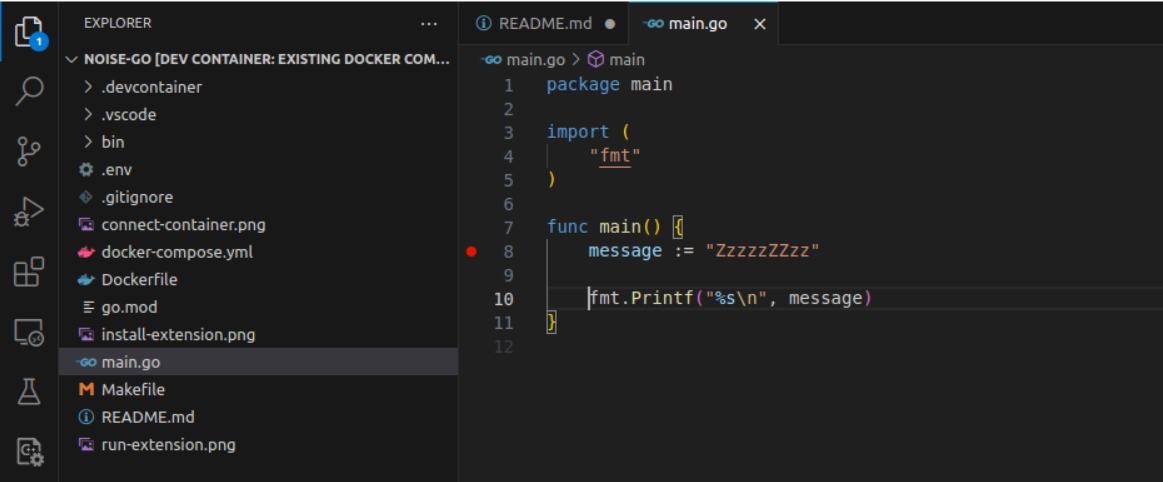 EXPLORER
···
NOISE-GO [DEV CONTAINER: EXISTING DOCKER COM...
.devcontainer
.vscode
bin
.env
.gitignore
connect-container.png
docker-compose.yml
Dockerfile
go.mod
install-extension.png
main.go
Makefile
README.md
run-extension.png
1
README.md
main.go
main.go > main
1 package main
2
3 import (
4     "fmt"
5 )
6
7 func main() {
8     message := "ZzzzzZZzz"
9
10     fmt.Printf("%s\n", message)
11 }
12